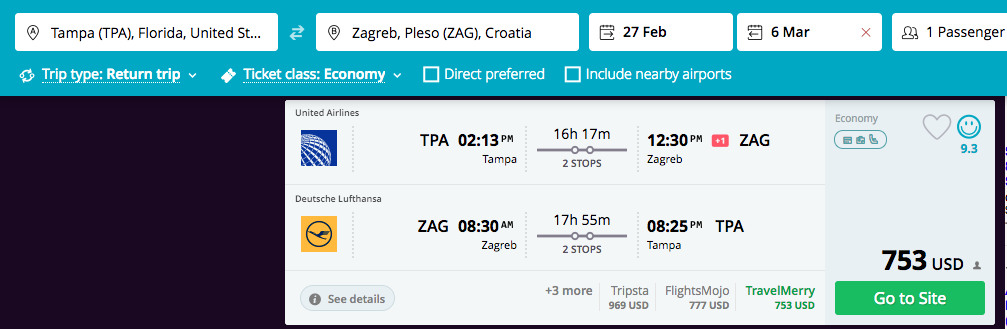 Tampa (TPA), Florida, United St...
Zagreb, Pleso (ZAG), Croatia
27 Feb
6 Mar
1 Passenger
Trip type: Return trip
Ticket class: Economy
Direct preferred
Include nearby airports
United Airlines
TPA 02:13 PM
Tampa
16h 17m
2 STOPS
12:30 PM +1 ZAG
Zagreb
Deutsche Lufthansa
ZAG 08:30 AM
Zagreb
17h 55m
2 STOPS
08:25 PM TPA
Tampa
See details
+3 more
Tripsta
969 USD
FlightsMojo
777 USD
TravelMerry
753 USD
Economy
9.3
753 USD
Go to Site